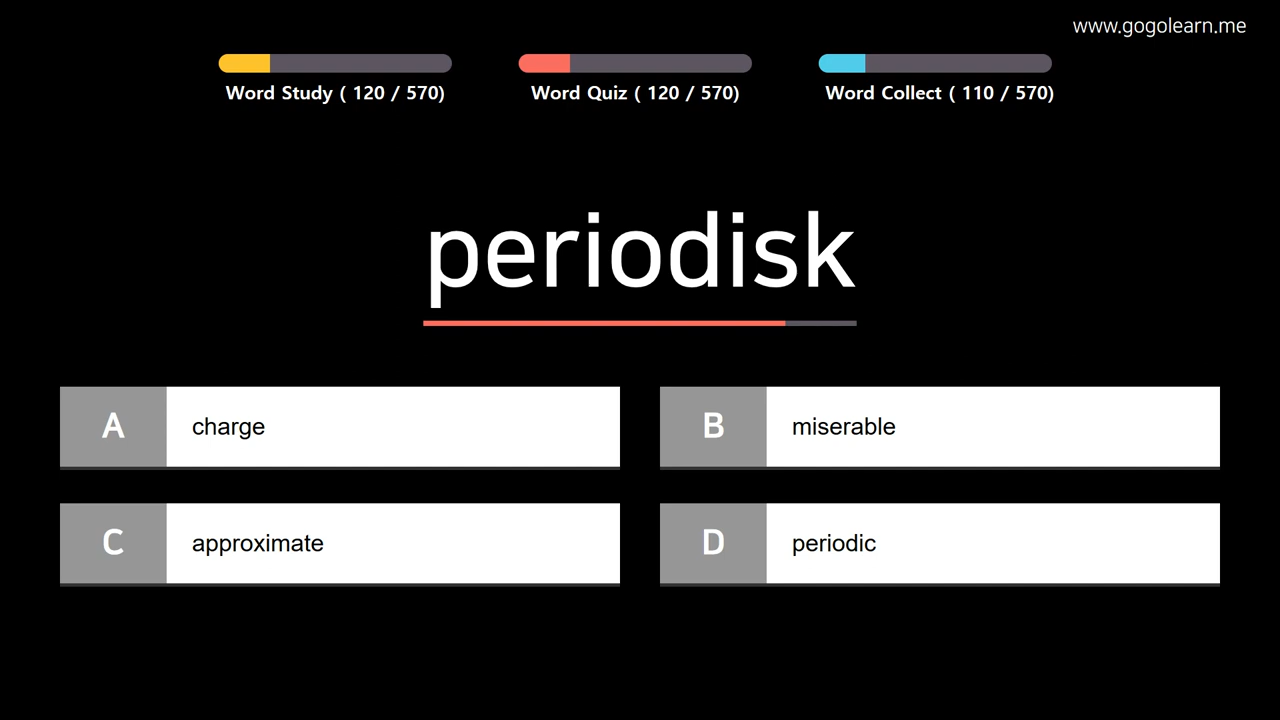 www.gogolearn.me
Word Study ( 120 / 570)
Word Quiz ( 120 / 570)
Word Collect ( 110 / 570)
periodisk
A charge
B miserable
C approximate
D periodic